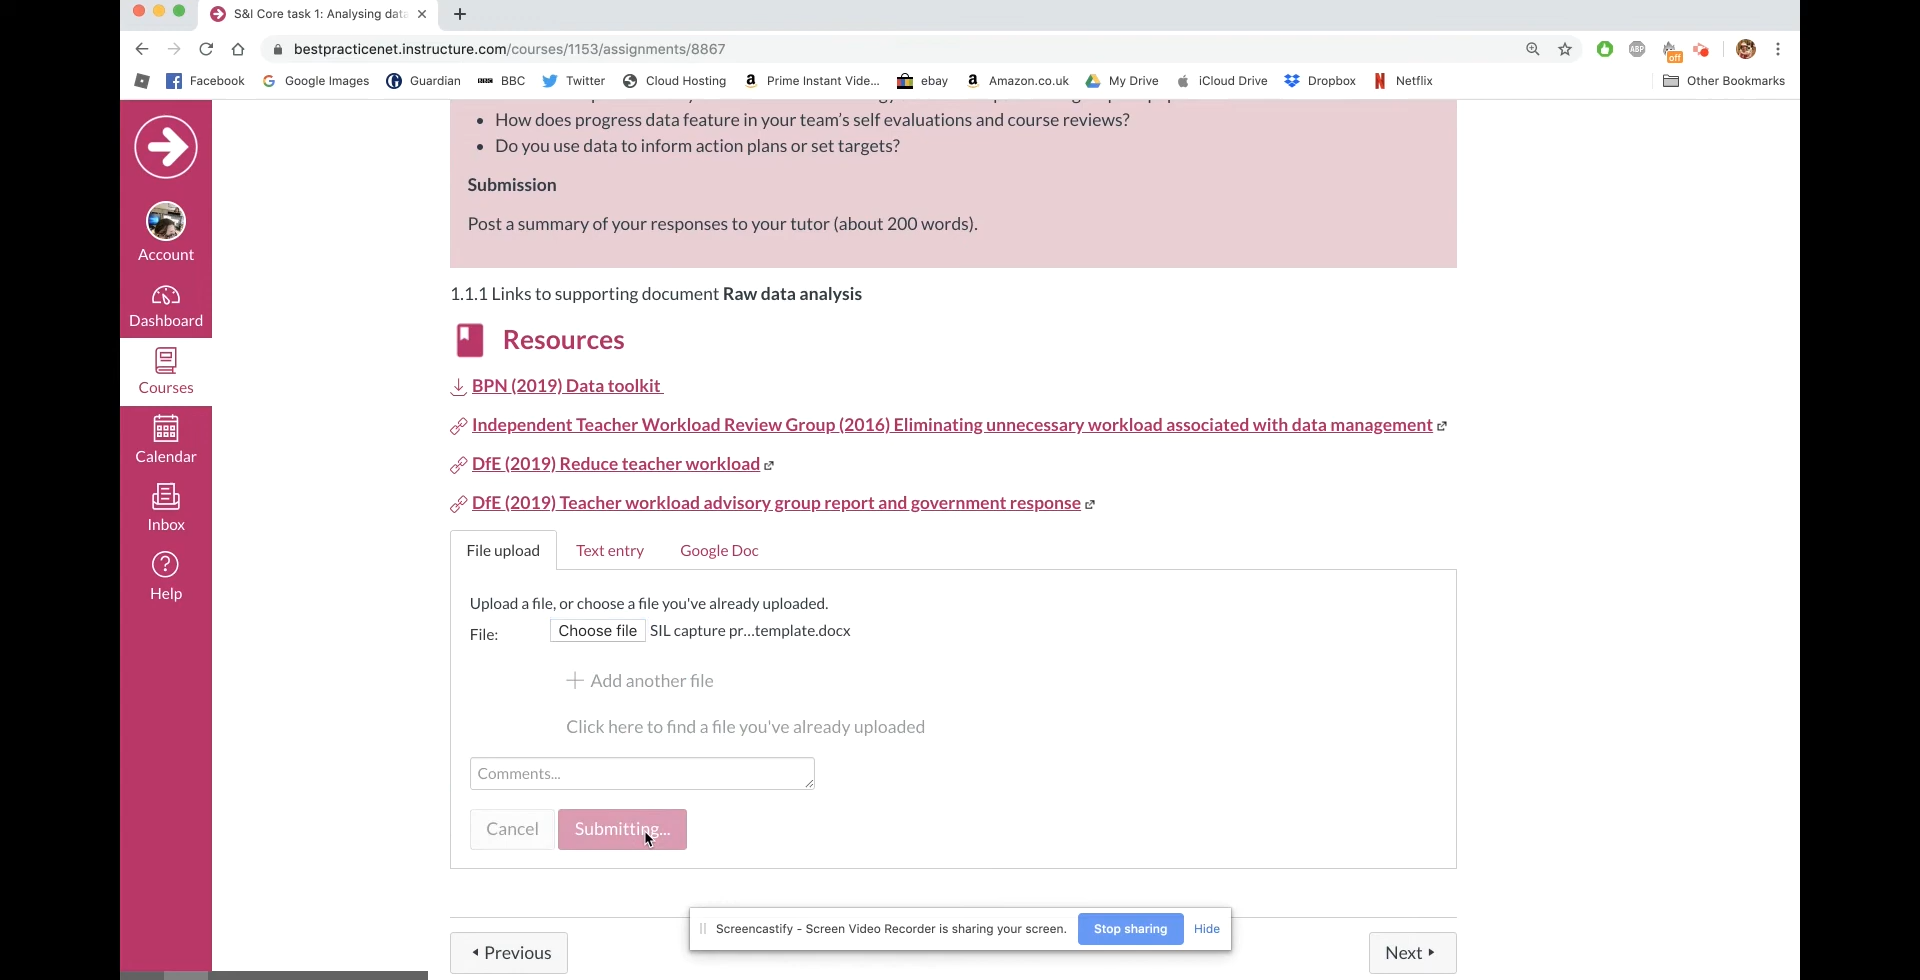 S&I Core task 1: Analysing data
bestpracticenet.instructure.com/courses/1153/assignments/8867
ABP
off
Facebook
Google Images
Guardian
BBC
BBC
Twitter
Cloud Hosting
Prime Instant Vide...
ebay
Amazon.co.uk
My Drive
iCloud Drive
Dropbox
Netflix
Other Bookmarks
Account
Dashboard
Courses
Calendar
Inbox
Help
• How does progress data feature in your team's self evaluations and course reviews?
• Do you use data to inform action plans or set targets?
Submission
Post a summary of your responses to your tutor (about 200 words).
1.1.1 Links to supporting document Raw data analysis
Resources
BPN (2019) Data toolkit
Independent Teacher Workload Review Group (2016) Eliminating unnecessary workload associated with data management
DfE (2019) Reduce teacher workload
DfE (2019) Teacher workload advisory group report and government response
File upload
Text entry
Google Doc
Upload a file, or choose a file you've already uploaded.
File:
Choose file SIL capture pr...template.docx
+ Add another file
Click here to find a file you've already uploaded
Comments...
Cancel
Submitting...
Screencastify - Screen Video Recorder is sharing your screen.
Stop sharing
Hide
Previous
Next